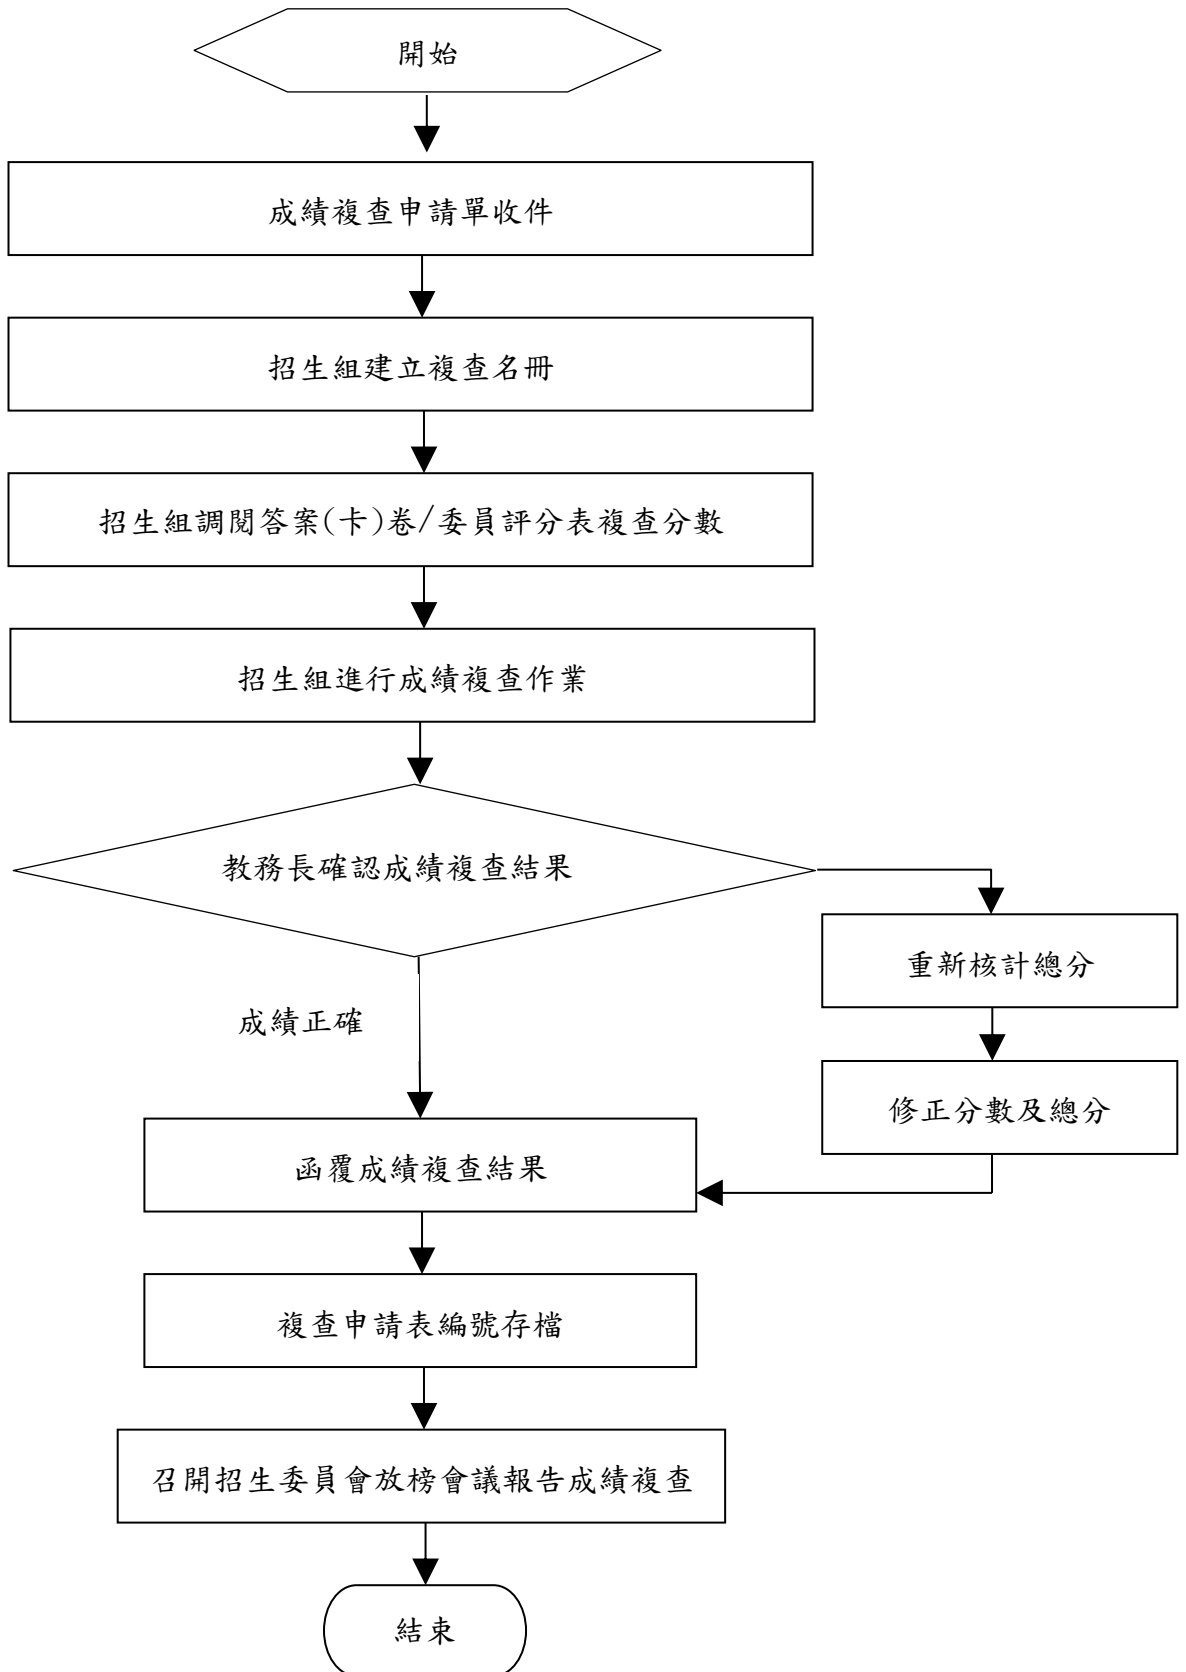 開始
成績複查申請單收件
招生組建立複查名冊
招生組調閱答案(卡)卷/委員評分表複查分數
招生組進行成績複查作業
教務長確認成績複查結果
重新核計總分
成績正確
修正分數及總分
函覆成績複查結果
複查申請表編號存檔
召開招生委員會放榜會議報告成績複查
結束